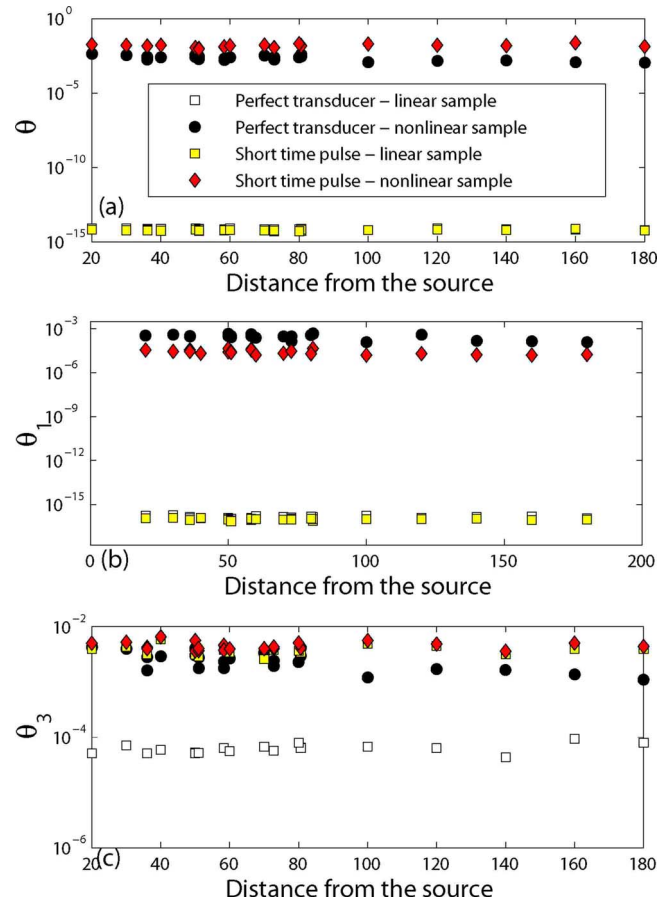 10^0
10^-5
θ
□ Perfect transducer – linear sample
● Perfect transducer – nonlinear sample
Short time pulse – linear sample
Short time pulse – nonlinear sample
10^-10
(a)
10^-15
20 40 60 80 100 120 140 160 180
Distance from the source
10^-3
10^-6
θ_1
10^-9
10^-12
10^-15
(b)
0 50 100 150 200
Distance from the source
10^-2
θ_3
10^-4
10^-6
(c)
20 40 60 80 100 120 140 160 180
Distance from the source